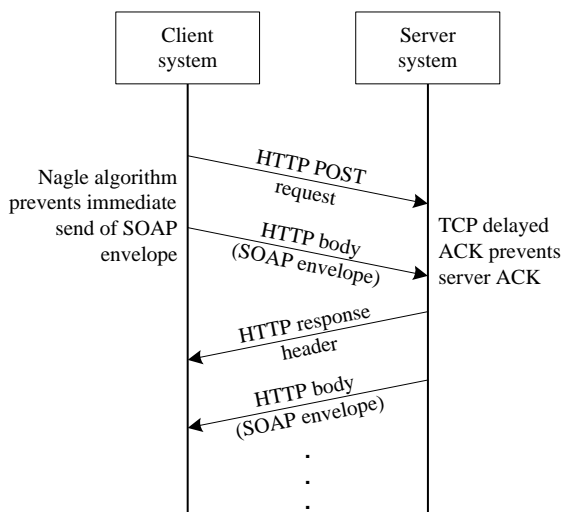 Client
system
Server
system
HTTP POST
request
Nagle algorithm
prevents immediate
send of SOAP
envelope
HTTP body
(SOAP envelope)
TCP delayed
ACK prevents
server ACK
HTTP response
header
HTTP body
(SOAP envelope)
.
.
.